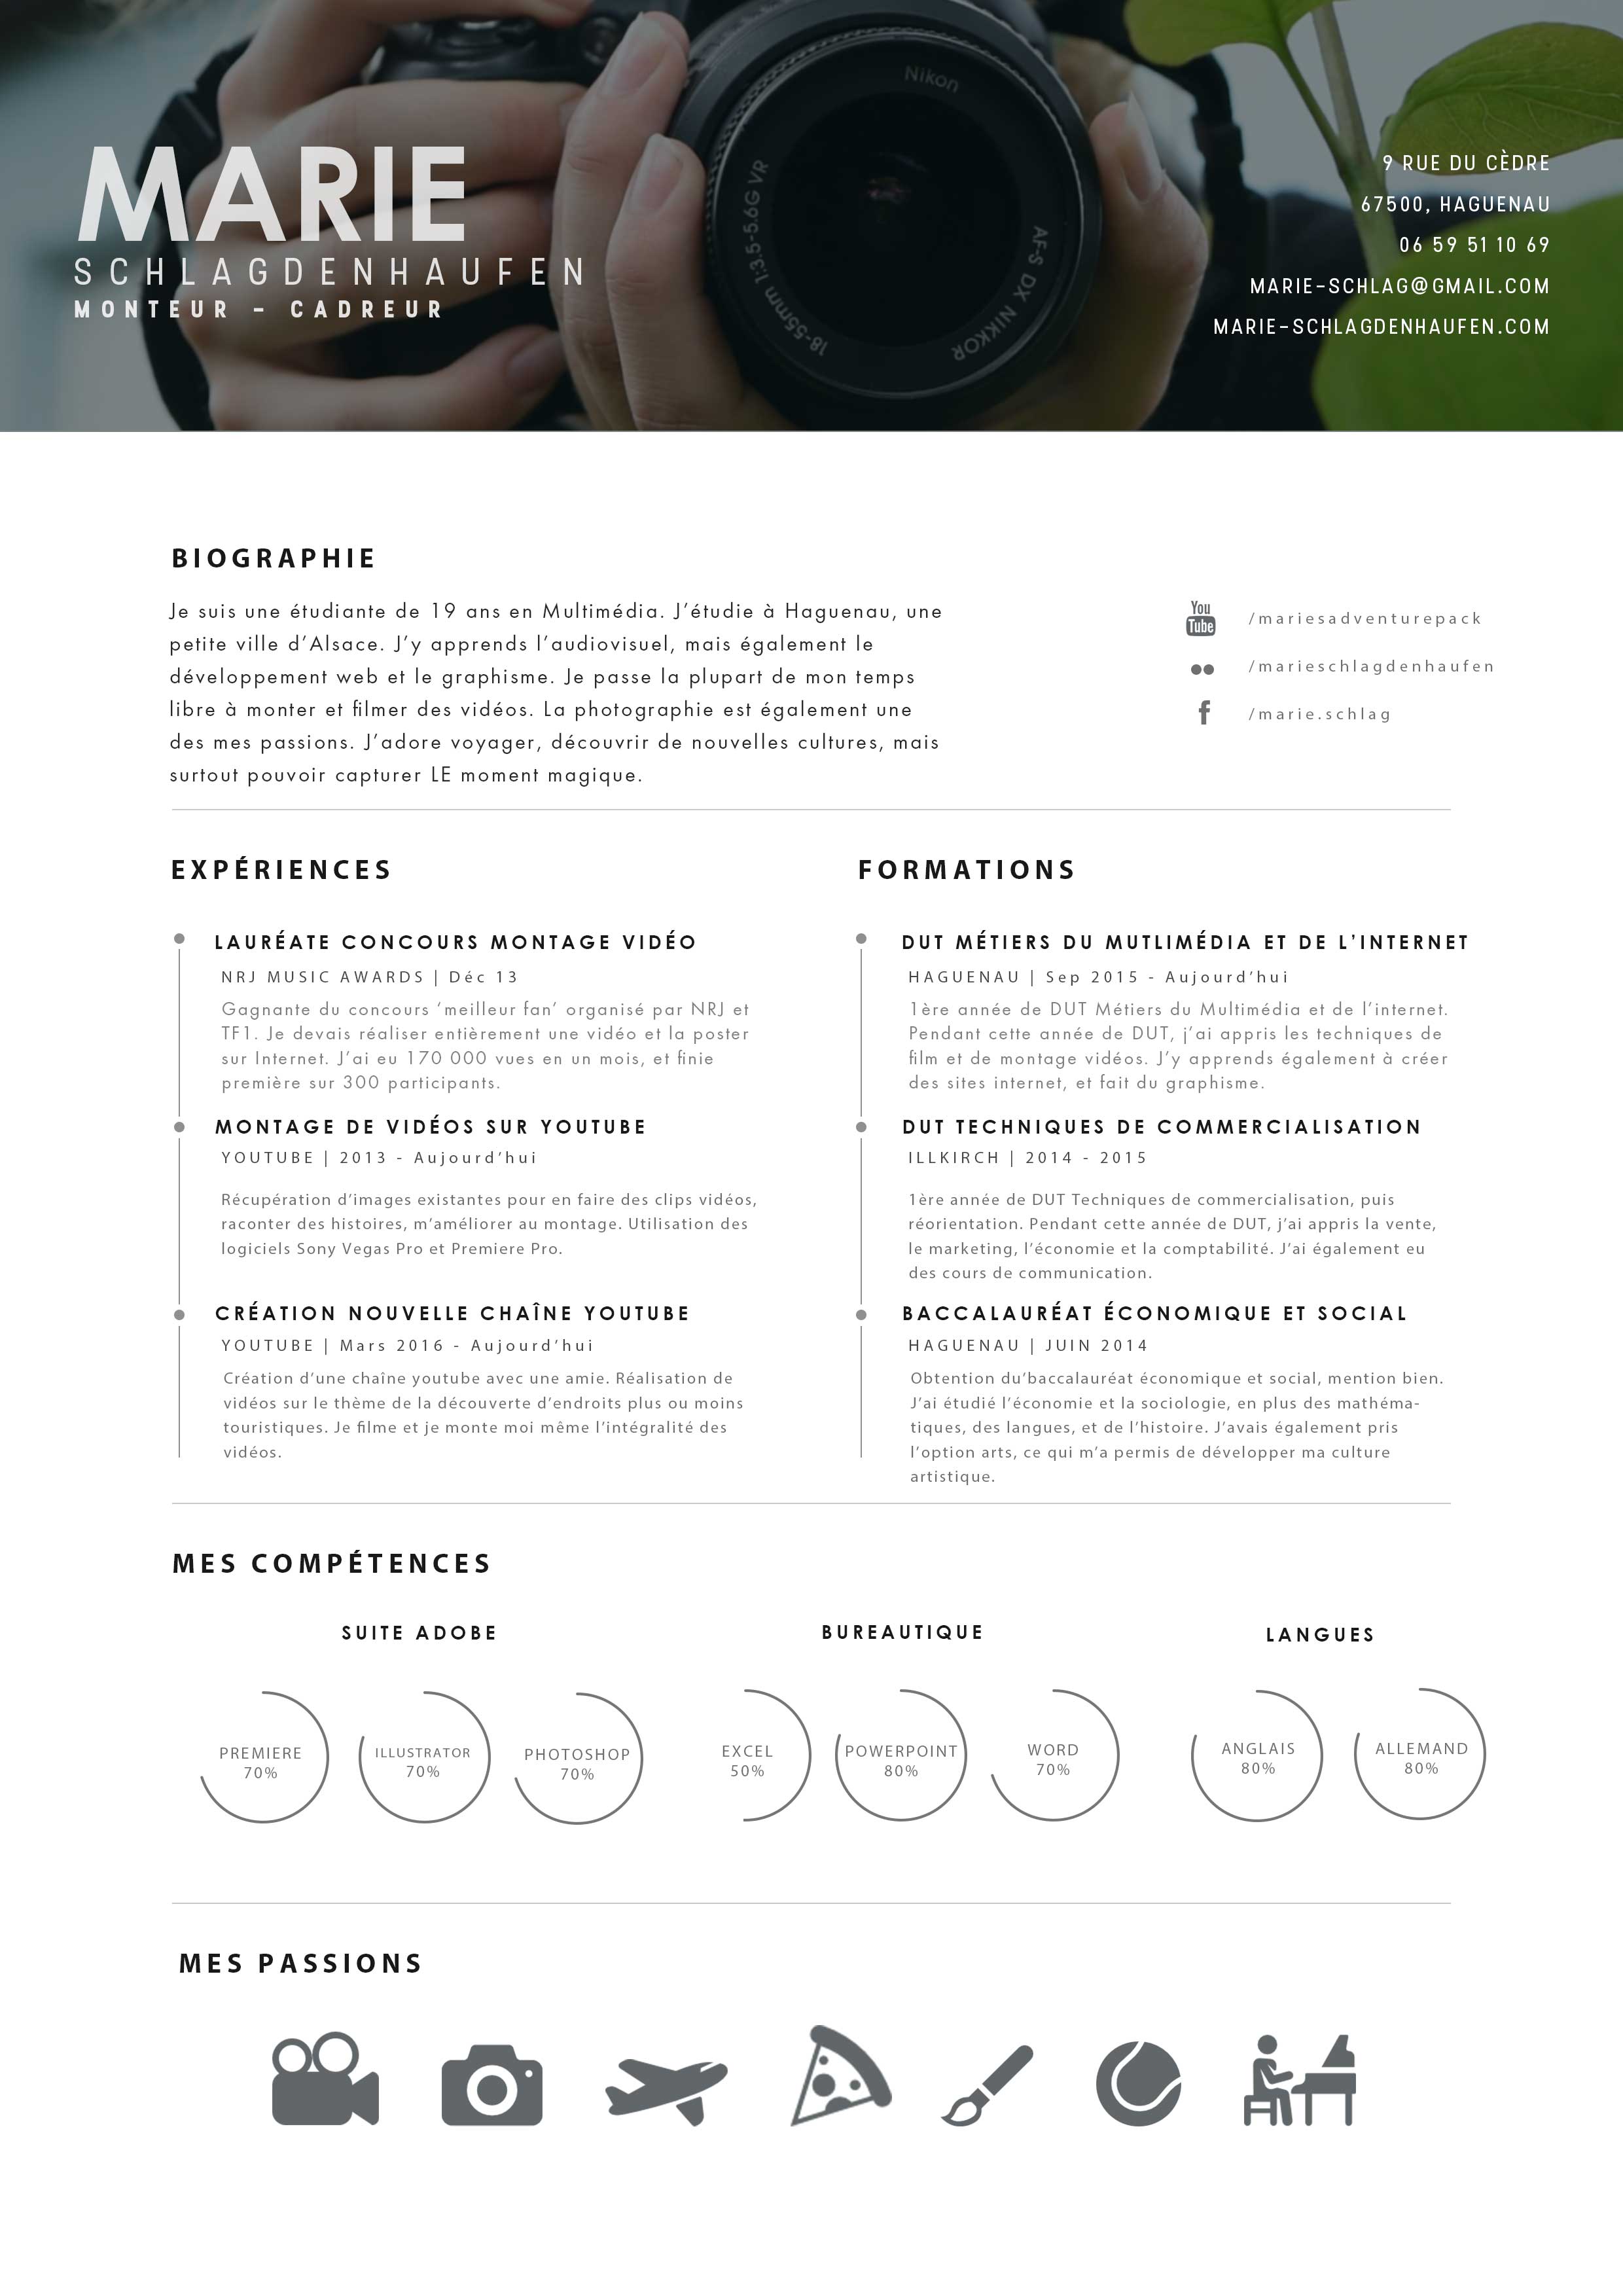 Nikon
18-55mm 1:3.5-5.6G VR
AF-S DX NIKKOR
MARIE
SCHLAGDENHAUFEN
MONTEUR - CADREUR
9 RUE DU CÈDRE
67500, HAGUENAU
06 59 51 10 69
MARIE-SCHLAG@GMAIL.COM
MARIE-SCHLAGDENHAUFEN.COM
BIOGRAPHIE
Je suis une étudiante de 19 ans en Multimédia. J'étudie à Haguenau, une
petite ville d'Alsace. J'y apprends l'audiovisuel, mais également le
développement web et le graphisme. Je passe la plupart de mon temps
libre à monter et filmer des vidéos. La photographie est également une
des mes passions. J'adore voyager, découvrir de nouvelles cultures, mais
surtout pouvoir capturer LE moment magique.
You
Tube
/mariesadventurepack
/marieschlagdenhaufen
f
/marie.schlag
EXPÉRIENCES
LAURÉATE CONCOURS MONTAGE VIDÉO
NRJ MUSIC AWARDS | Déc 13
Gagnante du concours 'meilleur fan' organisé par NRJ et
TF1. Je devais réaliser entièrement une vidéo et la poster
sur Internet. J'ai eu 170 000 vues en un mois, et finie
première sur 300 participants.
MONTAGE DE VIDÉOS SUR YOUTUBE
YOUTUBE | 2013 - Aujourd'hui
Récupération d'images existantes pour en faire des clips vidéos,
raconter des histoires, m'améliorer au montage. Utilisation des
logiciels Sony Vegas Pro et Premiere Pro.
CRÉATION NOUVELLE CHAÎNE YOUTUBE
YOUTUBE | Mars 2016 - Aujourd'hui
Création d'une chaîne youtube avec une amie. Réalisation de
vidéos sur le thème de la découverte d'endroits plus ou moins
touristiques. Je filme et je monte moi même l'intégralité des
vidéos.
FORMATIONS
DUT MÉTIERS DU MUTLIMÉDIA ET DE L'INTERNET
HAGUENAU | Sep 2015 - Aujourd'hui
1ère année de DUT Métiers du Multimédia et de l'internet.
Pendant cette année de DUT, j'ai appris les techniques de
film et de montage vidéos. J'y apprends également à créer
des sites internet, et fait du graphisme.
DUT TECHNIQUES DE COMMERCIALISATION
ILLKIRCH | 2014 - 2015
1ère année de DUT Techniques de commercialisation, puis
réorientation. Pendant cette année de DUT, j'ai appris la vente,
le marketing, l'économie et la comptabilité. J'ai également eu
des cours de communication.
BACCALAURÉAT ÉCONOMIQUE ET SOCIAL
HAGUENAU | JUIN 2014
Obtention du'baccalauréat économique et social, mention bien.
J'ai étudié l'économie et la sociologie, en plus des mathéma-
tiques, des langues, et de l'histoire. J'avais également pris
l'option arts, ce qui m'a permis de développer ma culture
artistique.
MES COMPÉTENCES
SUITE ADOBE
PREMIERE
70%
ILLUSTRATOR
70%
PHOTOSHOP
70%
BUREAUTIQUE
EXCEL
50%
POWERPOINT
80%
WORD
70%
LANGUES
ANGLAIS
80%
ALLEMAND
80%
MES PASSIONS